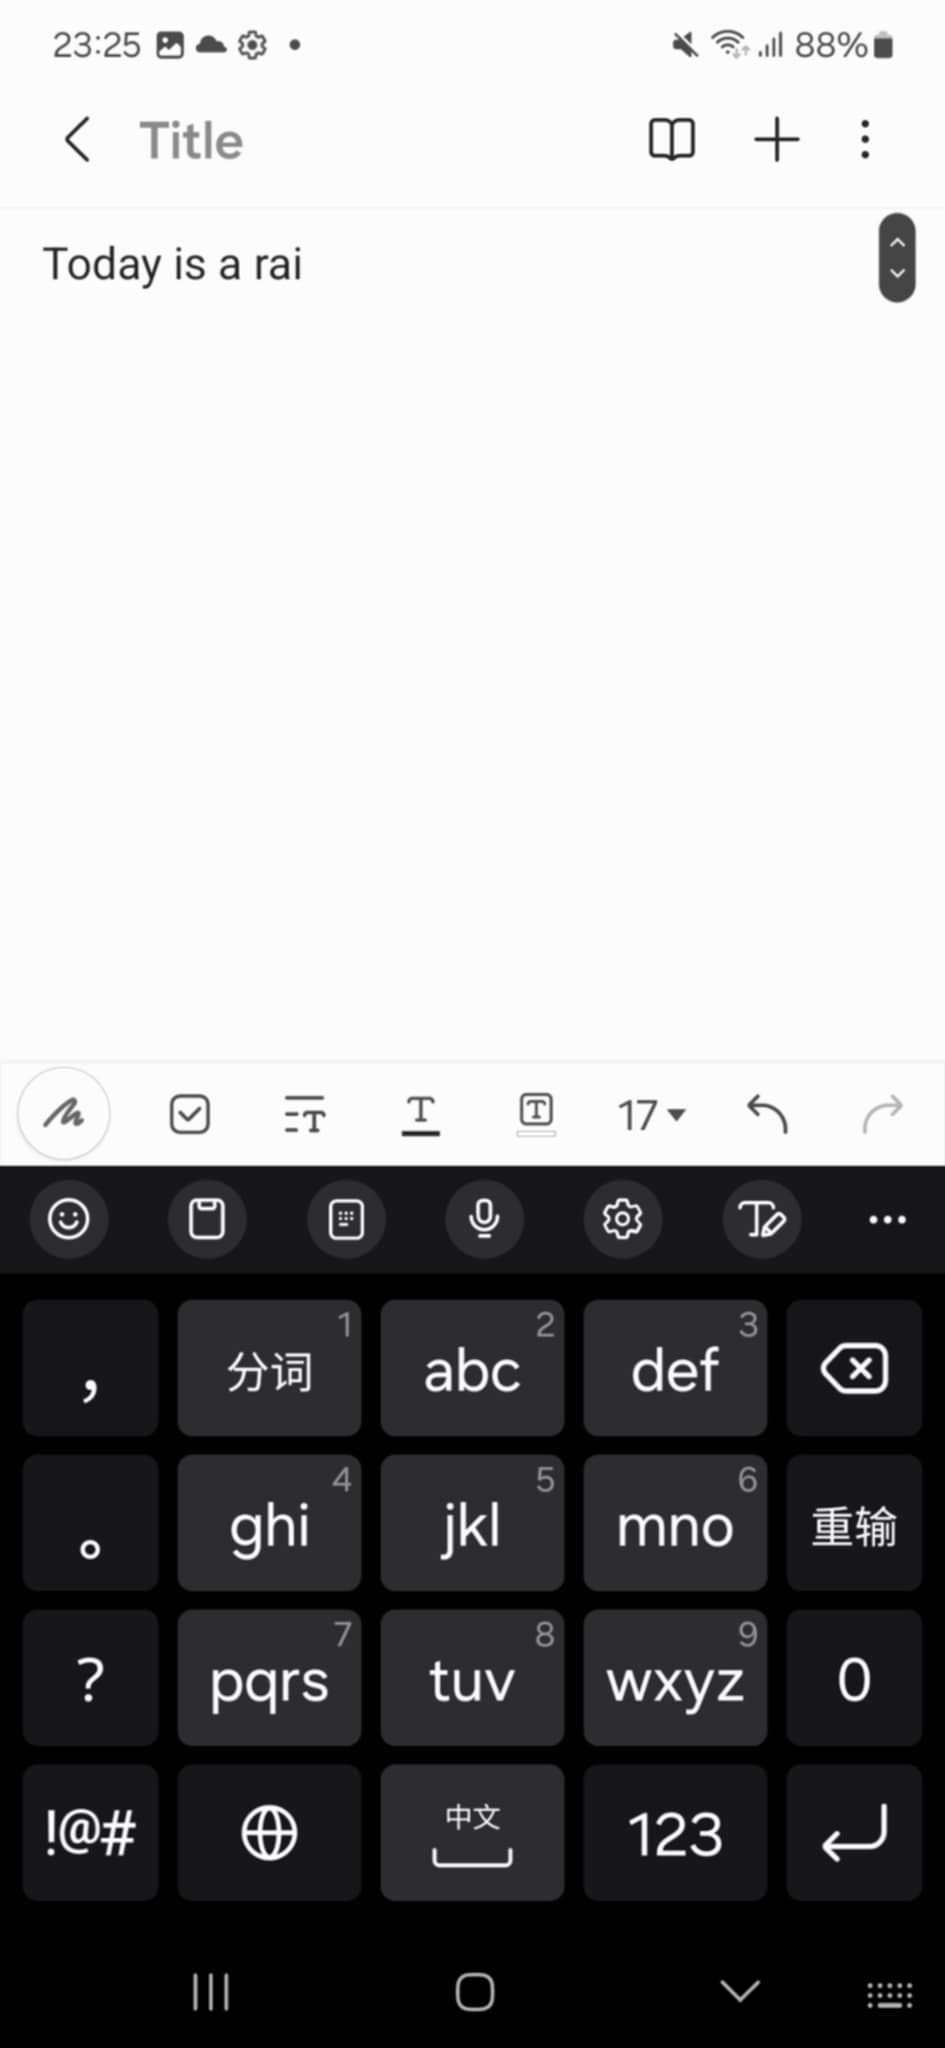 23:25 88%
Title
Today is a rai
17
, 分词 1 abc 2 def 3
。 ghi 4 jkl 5 mno 6 重输
? pqrs 7 tuv 8 wxyz 9 0
!@# 中文 123